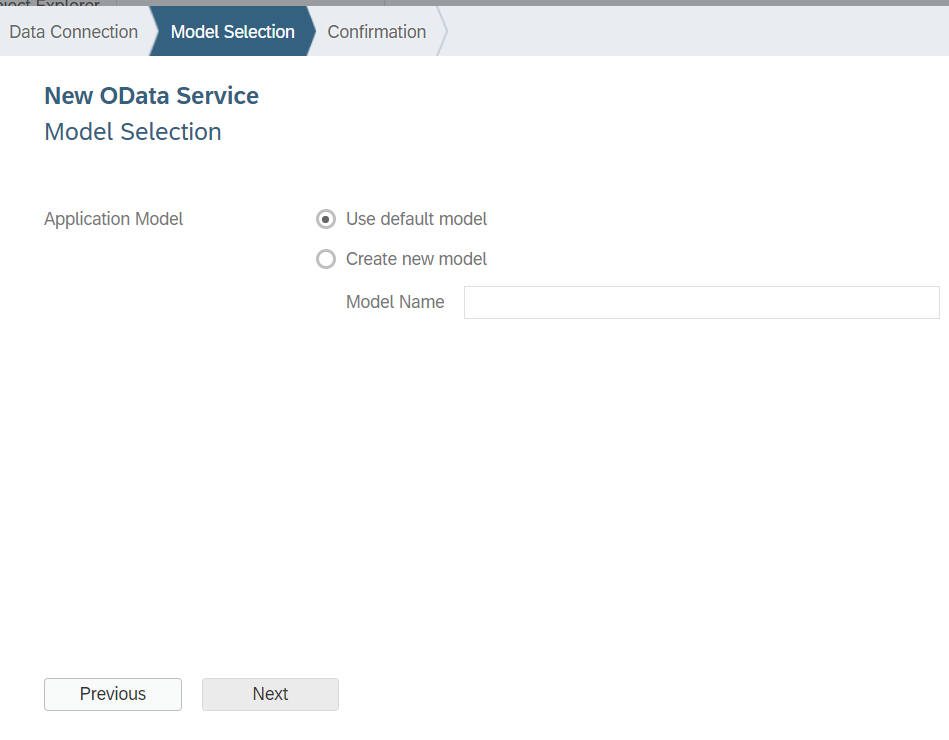 Data Connection Model Selection Confirmation
New OData Service
Model Selection
Application Model Use default model
Create new model
Model Name
Previous Next